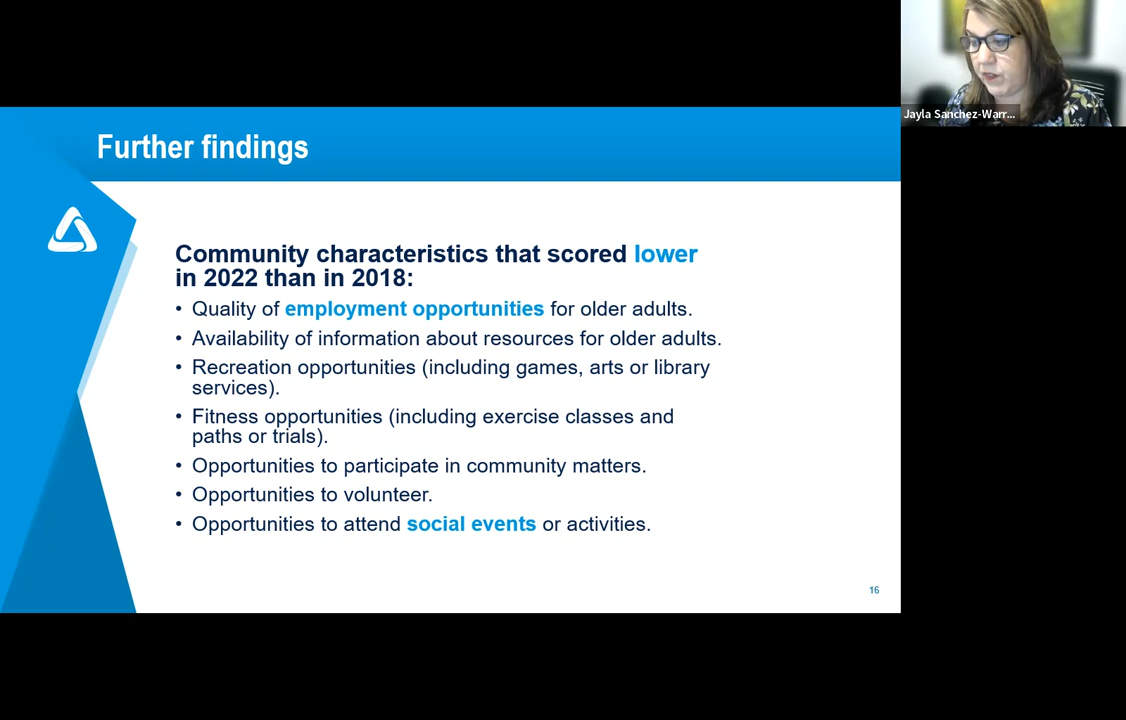 Jayla Sanchez-Warr...
Further findings
Community characteristics that scored lower
in 2022 than in 2018:
• Quality of employment opportunities for older adults.
• Availability of information about resources for older adults.
• Recreation opportunities (including games, arts or library
services).
• Fitness opportunities (including exercise classes and
paths or trials).
• Opportunities to participate in community matters.
• Opportunities to volunteer.
• Opportunities to attend social events or activities.
16